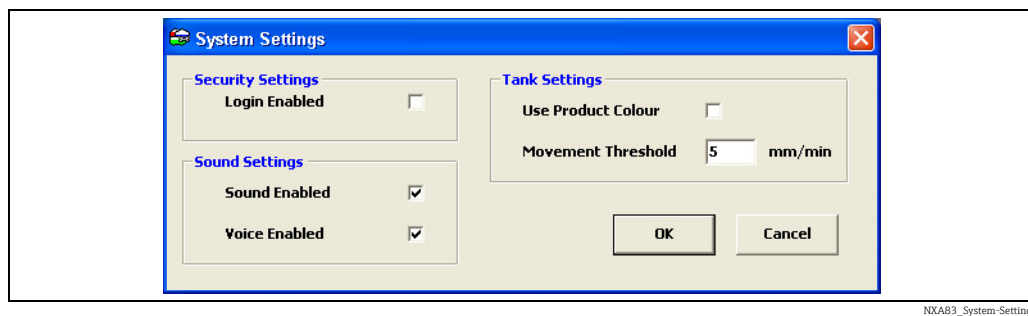 System Settings
Security Settings
Login Enabled
Sound Settings
Sound Enabled
Voice Enabled
Tank Settings
Use Product Colour
Movement Threshold 5 mm/min
OK Cancel
NXA83_System-Setting